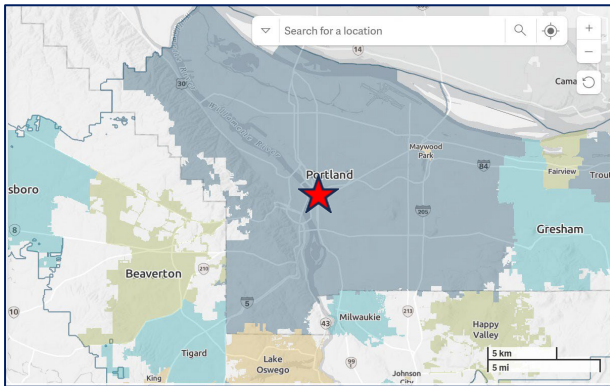 Search for a location
14
30
Cama
Maywood
Park
Portland
84
Fairview
Trout
sboro
205
8
Gresham
Beaverton
210
5
10
43
Milwaukie
213
Happy
Valley
Tigard
Lake
Oswego
99
5 km
5 mi
King
Johnson
City